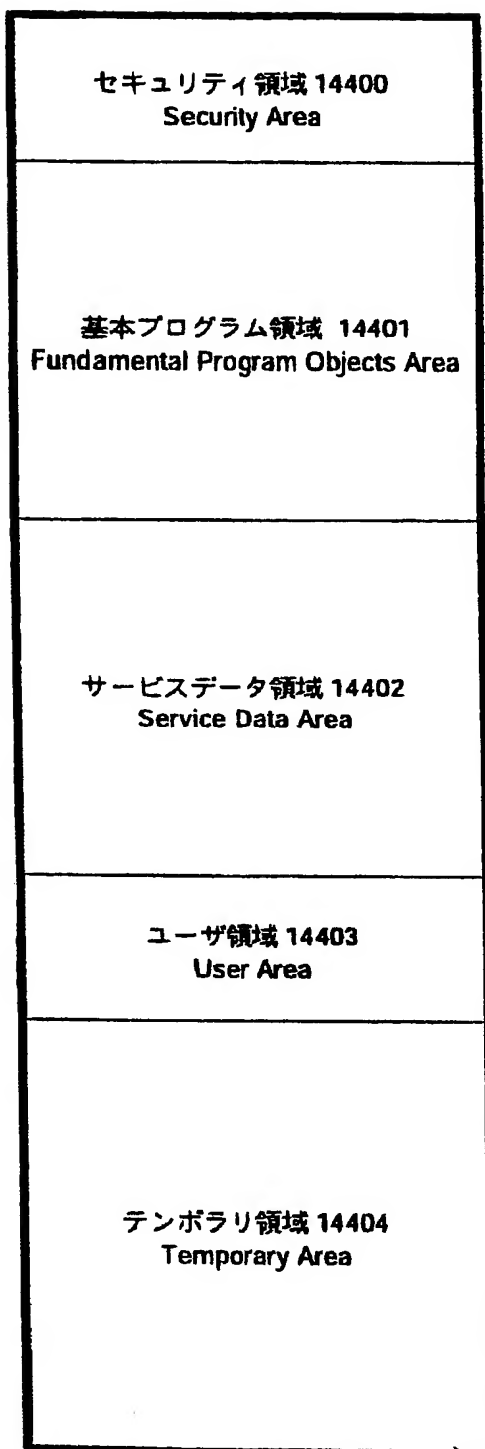 セキュリティ領域 14400
Security Area
基本プログラム領域 14401
Fundamental Program Objects Area
サービスデータ領域 14402
Service Data Area
ユーザ領域 14403
User Area
テンポラリ領域 14404
Temporary Area